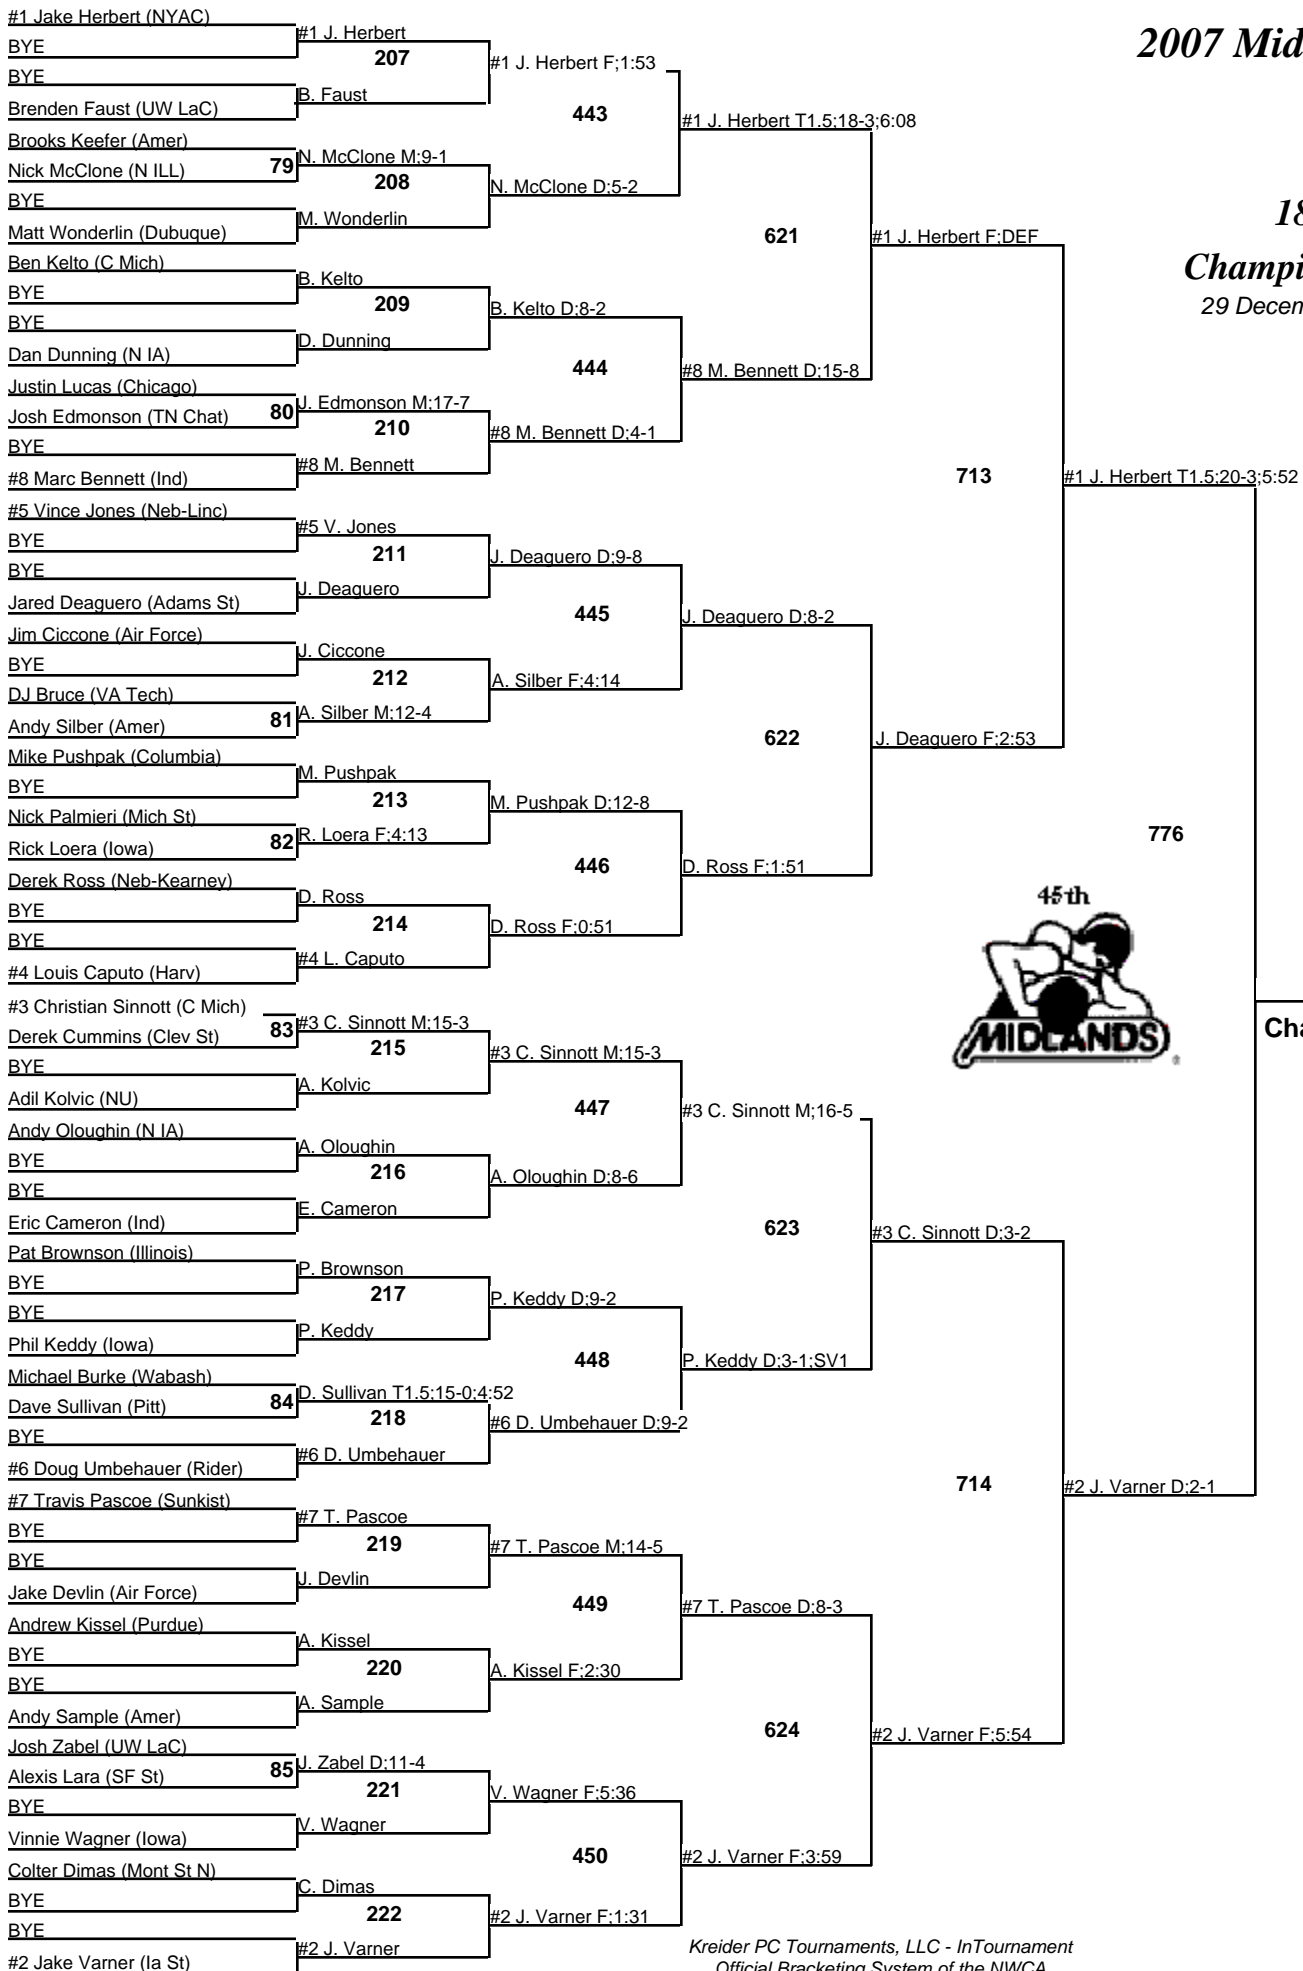 2007 Mid
18
Champi
29 Decem
#1 Jake Herbert (NYAC)
BYE
BYE
Brenden Faust (UW LaC)
Brooks Keefer (Amer)
Nick McClone (N ILL)
79
BYE
Matt Wonderlin (Dubuque)
Ben Kelto (C Mich)
BYE
BYE
Dan Dunning (N IA)
Justin Lucas (Chicago)
Josh Edmonson (TN Chat)
80
BYE
#8 Marc Bennett (Ind)
#5 Vince Jones (Neb-Linc)
BYE
BYE
Jared Deaguero (Adams St)
Jim Ciccone (Air Force)
BYE
DJ Bruce (VA Tech)
Andy Silber (Amer)
81
Mike Pushpak (Columbia)
BYE
Nick Palmieri (Mich St)
Rick Loera (Iowa)
82
Derek Ross (Neb-Kearney)
BYE
BYE
#4 Louis Caputo (Harv)
#3 Christian Sinnott (C Mich)
Derek Cummins (Clev St)
83
BYE
Adil Kolvic (NU)
Andy Oloughin (N IA)
BYE
BYE
Eric Cameron (Ind)
Pat Brownson (Illinois)
BYE
BYE
Phil Keddy (Iowa)
Michael Burke (Wabash)
Dave Sullivan (Pitt)
84
BYE
#6 Doug Umbehauer (Rider)
#7 Travis Pascoe (Sunkist)
BYE
BYE
Jake Devlin (Air Force)
Andrew Kissel (Purdue)
BYE
BYE
Andy Sample (Amer)
Josh Zabel (UW LaC)
Alexis Lara (SF St)
85
BYE
Vinnie Wagner (Iowa)
Colter Dimas (Mont St N)
BYE
BYE
#2 Jake Varner (Ia St)
#1 J. Herbert
207
B. Faust
N. McClone M;9-1
208
M. Wonderlin
B. Kelto
209
D. Dunning
J. Edmonson M;17-7
210
#8 M. Bennett
#5 V. Jones
211
J. Deaguero
J. Ciccone
212
A. Silber M;12-4
M. Pushpak
213
R. Loera F;4:13
D. Ross
214
#4 L. Caputo
#3 C. Sinnott M;15-3
215
A. Kolvic
A. Oloughin
216
E. Cameron
P. Brownson
217
P. Keddy
D. Sullivan T1.5;15-0;4:52
218
#6 D. Umbehauer
#7 T. Pascoe
219
J. Devlin
A. Kissel
220
A. Sample
J. Zabel D;11-4
221
V. Wagner
C. Dimas
222
#2 J. Varner
#1 J. Herbert F;1:53
443
N. McClone D;5-2
B. Kelto D;8-2
444
#8 M. Bennett D;4-1
J. Deaguero D;9-8
445
A. Silber F;4:14
M. Pushpak D;12-8
446
D. Ross F;0:51
#3 C. Sinnott M;15-3
447
A. Oloughin D;8-6
P. Keddy D;9-2
448
#6 D. Umbehauer D;9-2
#7 T. Pascoe M;14-5
449
A. Kissel F;2:30
V. Wagner F;5:36
450
#2 J. Varner F;1:31
#1 J. Herbert T1.5;18-3;6:08
621
#8 M. Bennett D;15-8
J. Deaguero D;8-2
622
D. Ross F;1:51
#3 C. Sinnott M;16-5
623
P. Keddy D;3-1;SV1
#7 T. Pascoe D;8-3
624
#2 J. Varner F;3:59
#1 J. Herbert F;DEF
713
J. Deaguero F;2:53
#3 C. Sinnott D;3-2
714
#2 J. Varner F;5:54
#1 J. Herbert T1.5;20-3;5:52
776
#2 J. Varner D;2-1
45th
MIDLANDS
Cha
Kreider PC Tournaments, LLC - InTournament
Official Bracketing System of the NWCA